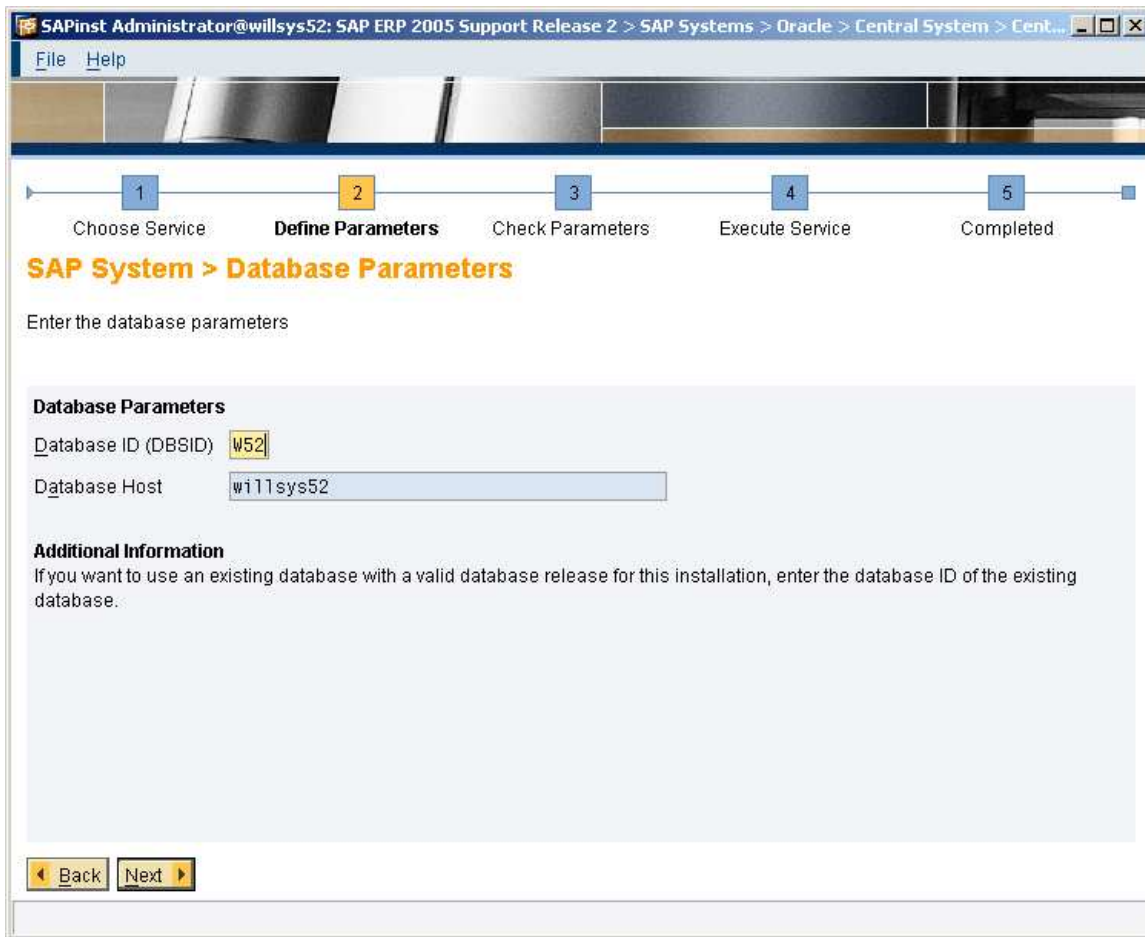 SAPinst Administrator@willsys52: SAP ERP 2005 Support Release 2 > SAP Systems > Oracle > Central System > Cent...
File Help
1 2 3 4 5
Choose Service Define Parameters Check Parameters Execute Service Completed
SAP System > Database Parameters
Enter the database parameters
Database Parameters
Database ID (DBSID) W52
Database Host willsys52
Additional Information
If you want to use an existing database with a valid database release for this installation, enter the database ID of the existing
database.
Back Next